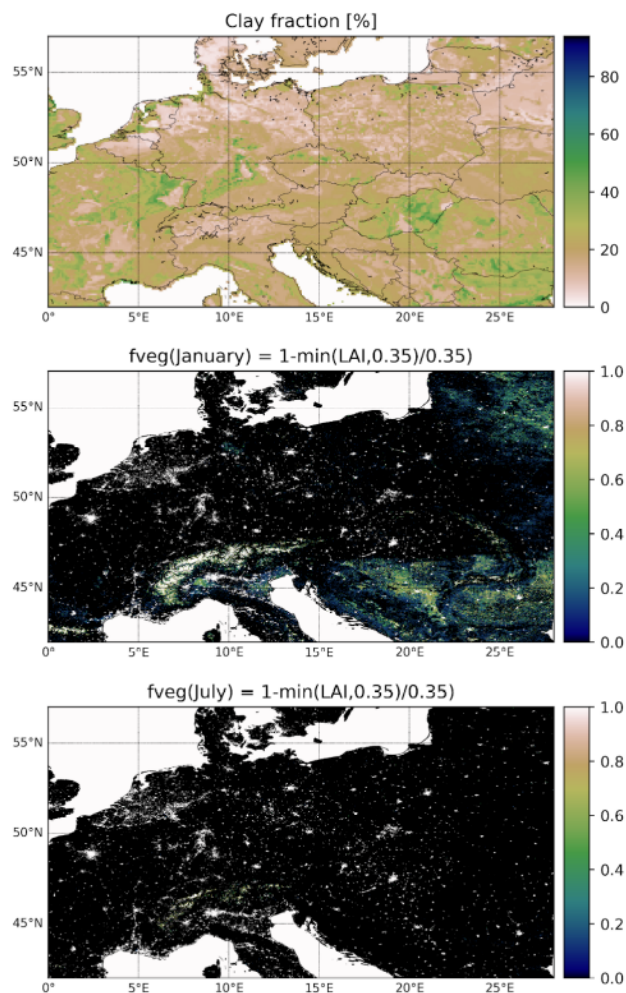 Clay fraction [%]
55°N
50°N
45°N
0° 5°E 10°E 15°E 20°E 25°E
80
60
40
20
0
fveg(January) = 1-min(LAI,0.35)/0.35)
55°N
50°N
45°N
0° 5°E 10°E 15°E 20°E 25°E
1.0
0.8
0.6
0.4
0.2
0.0
fveg(July) = 1-min(LAI,0.35)/0.35)
55°N
50°N
45°N
0° 5°E 10°E 15°E 20°E 25°E
1.0
0.8
0.6
0.4
0.2
0.0